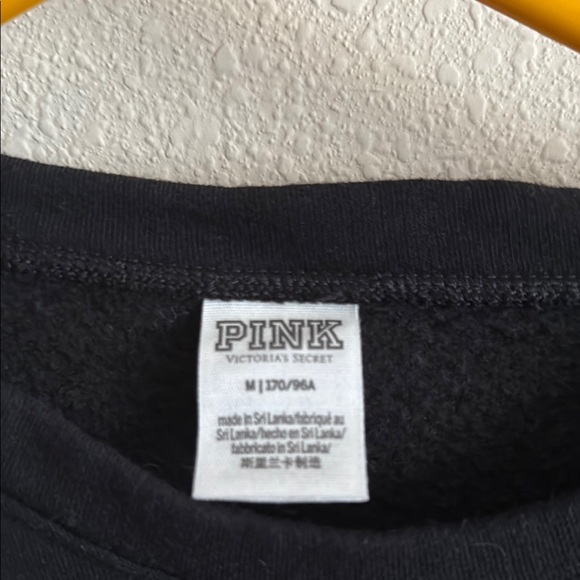 PINK
VICTORIA'S SECRET
M | 170/96A
made in Sri Lanka/fabriqué au
Sri Lanka/hecho en Sri Lanka/
fabbricato in Sri Lanka/
斯里兰卡制造